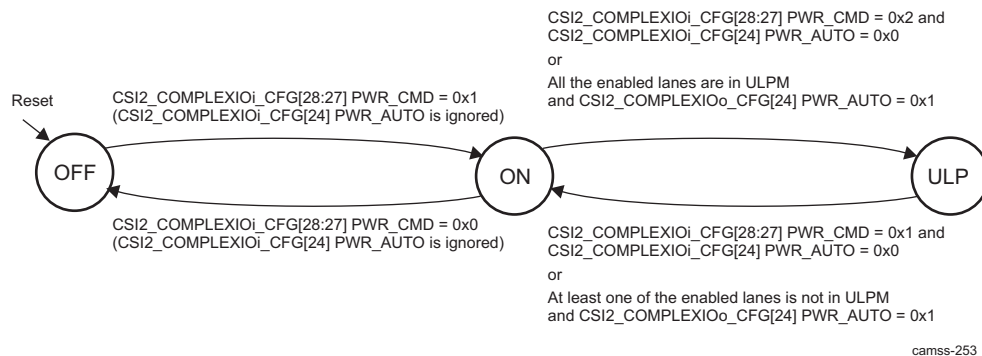 CSI2_COMPLEXIOi_CFG[28:27] PWR_CMD = 0x2 and
CSI2_COMPLEXIOi_CFG[24] PWR_AUTO = 0x0
or
All the enabled lanes are in ULPM
and CSI2_COMPLEXIOo_CFG[24] PWR_AUTO = 0x1
Reset
CSI2_COMPLEXIOi_CFG[28:27] PWR_CMD = 0x1
(CSI2_COMPLEXIOi_CFG[24] PWR_AUTO is ignored)
OFF
ON
ULP
CSI2_COMPLEXIOi_CFG[28:27] PWR_CMD = 0x0
(CSI2_COMPLEXIOi_CFG[24] PWR_AUTO is ignored)
CSI2_COMPLEXIOi_CFG[28:27] PWR_CMD = 0x1 and
CSI2_COMPLEXIOi_CFG[24] PWR_AUTO = 0x0
or
At least one of the enabled lanes is not in ULPM
and CSI2_COMPLEXIOo_CFG[24] PWR_AUTO = 0x1
camss-253